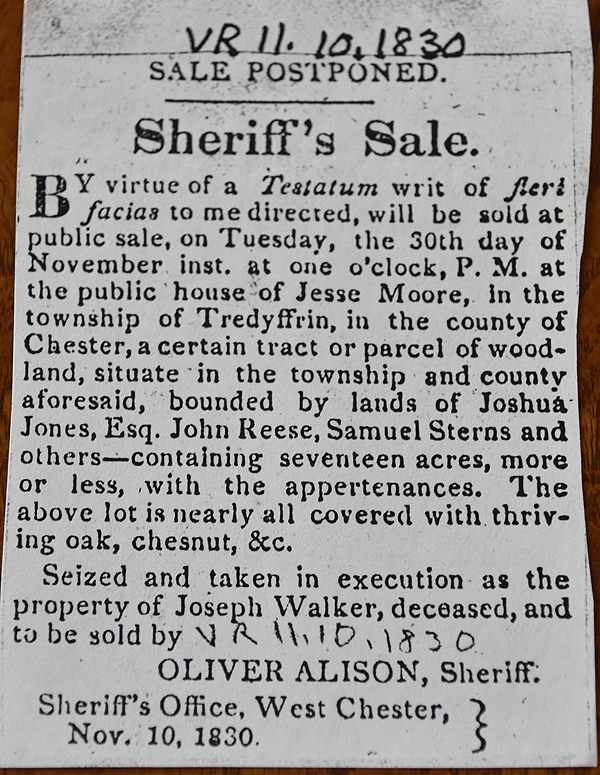 VR 11.10.1830
SALE POSTPONED.
Sheriff's Sale.
BY virtue of a Testatum writ of fieri
facias to me directed, will be sold at
public sale, on Tuesday, the 30th day of
November inst. at one o'clock, P. M. at
the public house of Jesse Moore, in the
township of Tredyffrin, in the county of
Chester, a certain tract or parcel of wood-
land, situate in the township and county
aforesaid, bounded by lands of Joshua
Jones, Esq. John Reese, Samuel Sterns and
others—containing seventeen acres, more
or less, with the appertenances. The
above lot is nearly all covered with thriv-
ing oak, chesnut, &c.
Seized and taken in execution as the
property of Joseph Walker, deceased, and
to be sold by VR 11.10.1830
OLIVER ALISON, Sheriff.
Sheriff's Office, West Chester, }
Nov. 10, 1830.